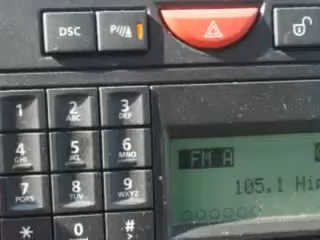 DSC P
1 2 ABC 3 DEF
4 GHI 5 JKL 6 MNO
7 PQRS 8 TUV 9 WXYZ
* 0 #
FM A
105.1 Hip